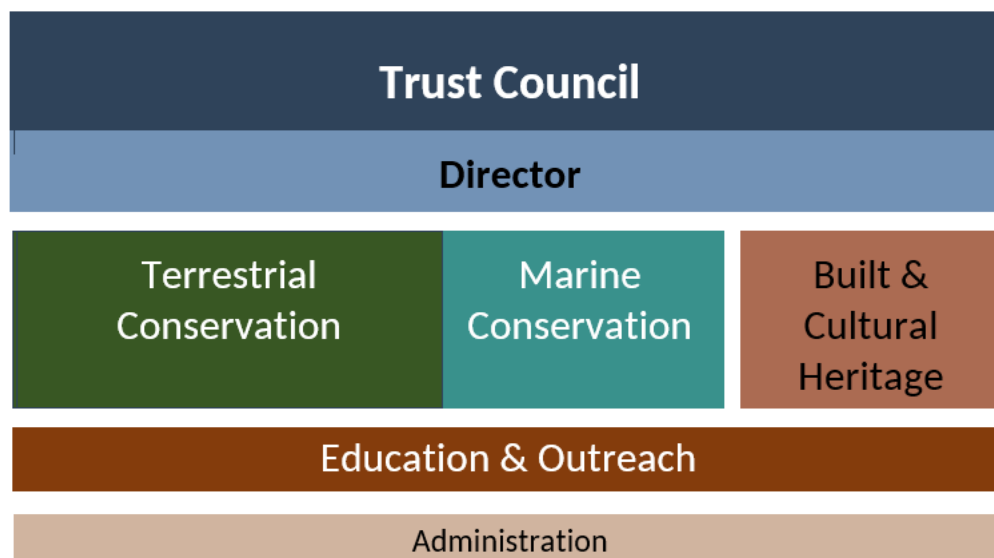 Trust Council
Director
Terrestrial
Conservation
Marine
Conservation
Built &
Cultural
Heritage
Education & Outreach
Administration